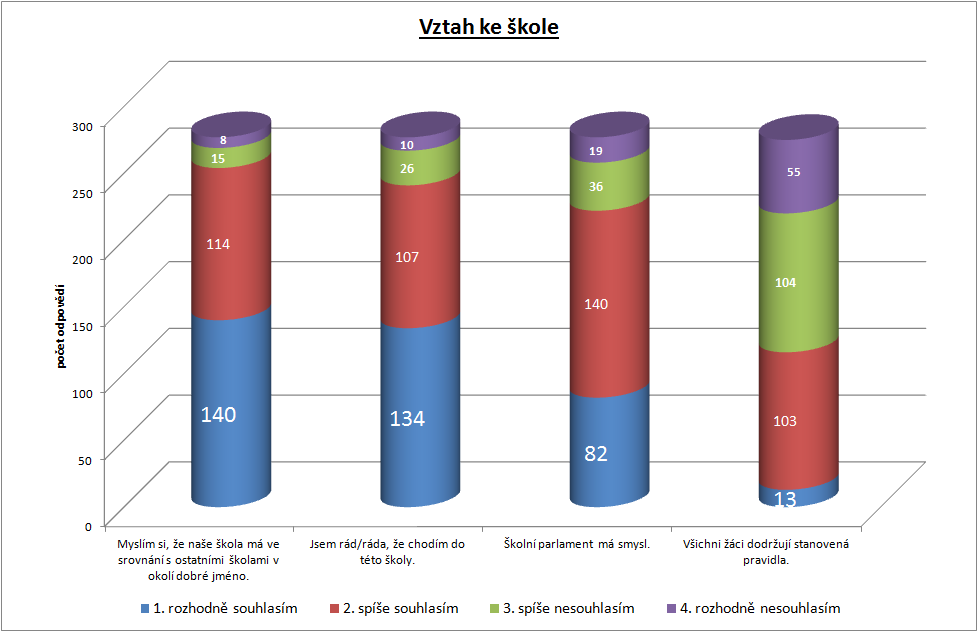 Vztah ke škole
počet odpovědí
300
250
200
150
100
50
0
8
15
114
140
10
26
107
134
19
36
140
82
55
104
103
13
Myslím si, že naše škola má ve
srovnání s ostatními školami v
okolí dobré jméno.
Jsem rád/ráda, že chodím do
této školy.
Školní parlament má smysl.
Všichni žáci dodržují stanovená
pravidla.
1. rozhodně souhlasím
2. spíše souhlasím
3. spíše nesouhlasím
4. rozhodně nesouhlasím